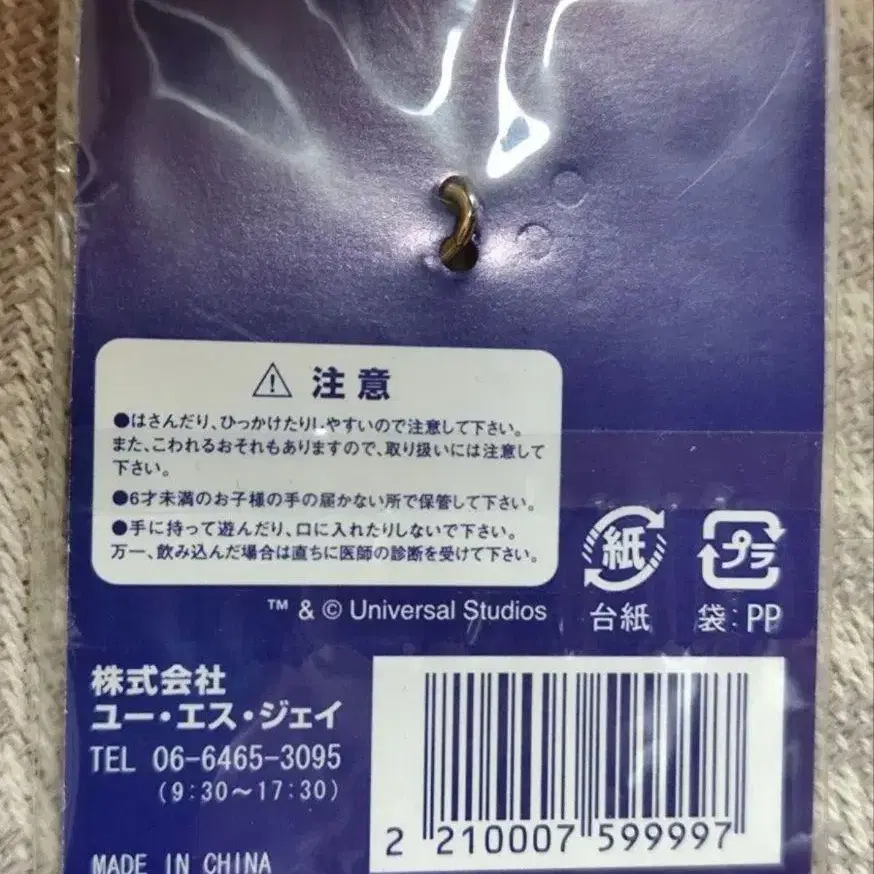 注意
●はさんだり、ひっかけたりしやすいので注意して下さい。
また、こわれるおそれもありますので、取り扱いには注意して
下さい。
●6才未満のお子様の手の届かない所で保管して下さい。
●手に持って遊んだり、口に入れたりしないで下さい。
万一、飲み込んだ場合は直ちに医師の診断を受けて下さい。
™ & © Universal Studios
紙
台紙
プラ
袋:PP
株式会社
ユー・エス・ジェイ
TEL 06-6465-3095
(9:30～17:30)
MADE IN CHINA
2 210007 599997